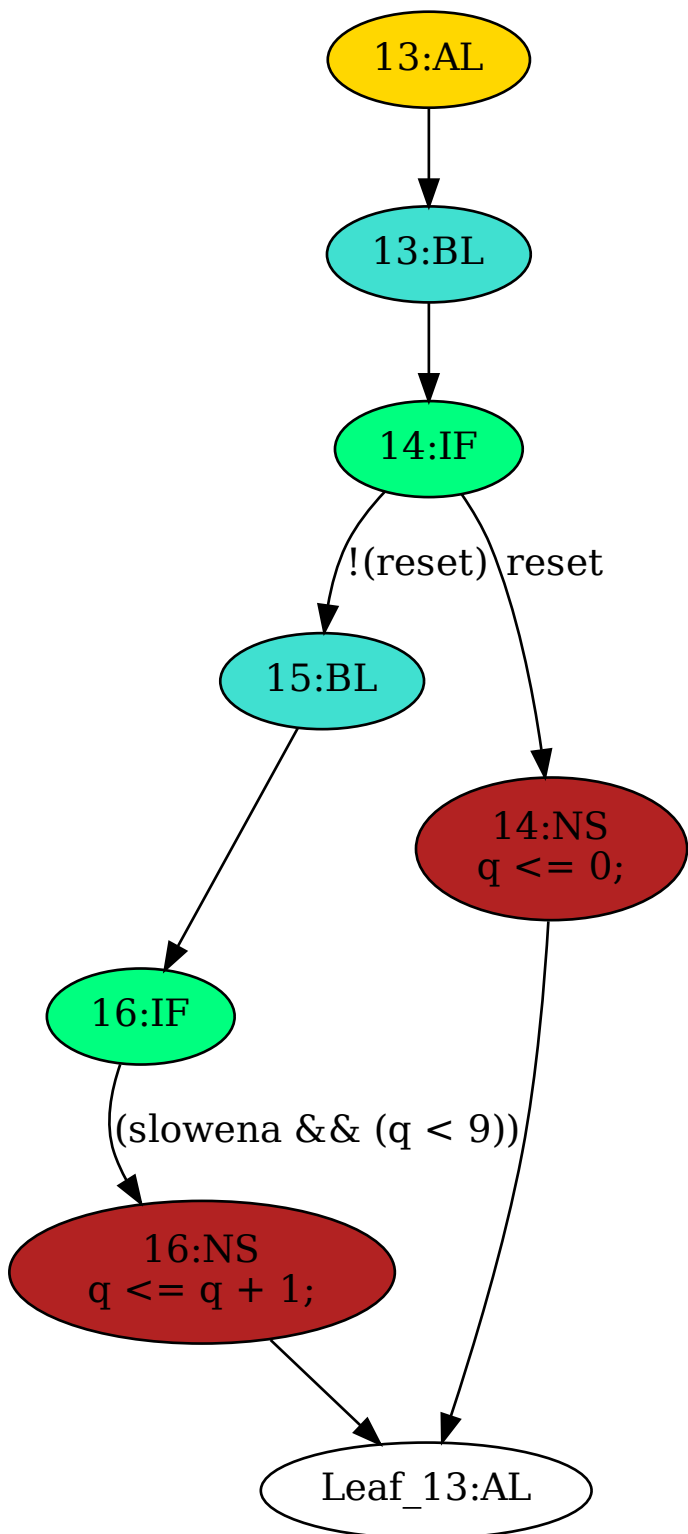 13:AL
13:BL
14:IF
!(reset)
reset
15:BL
14:NS
q <= 0;
16:IF
(slowena && (q < 9))
16:NS
q <= q + 1;
Leaf_13:AL